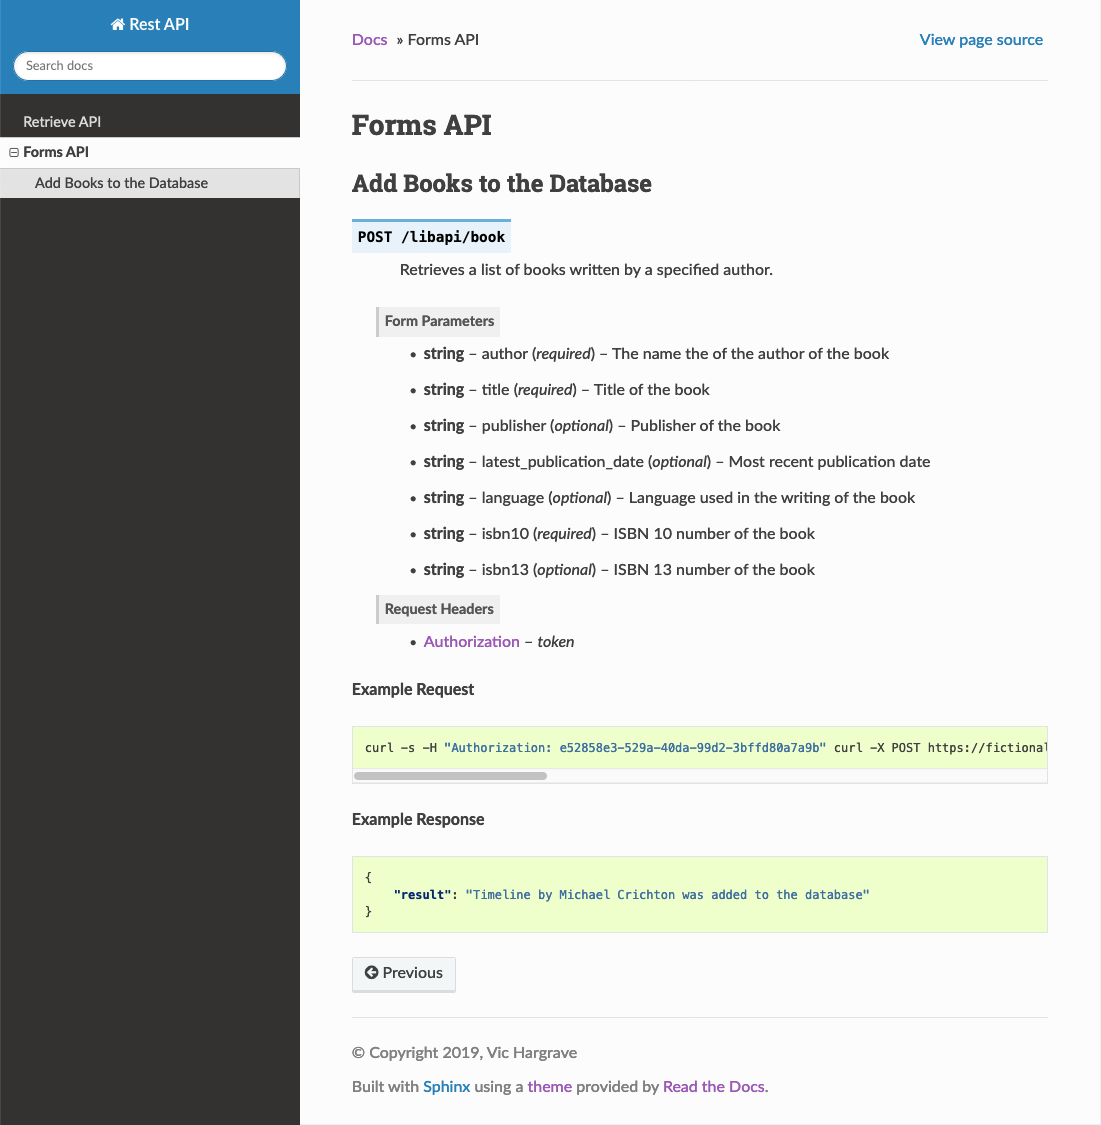 Rest API
Search docs
Retrieve API
Forms API
Add Books to the Database
Docs » Forms API
View page source
Forms API
Add Books to the Database
POST /libapi/book
Retrieves a list of books written by a specified author.
Form Parameters
• string – author (required) – The name the of the author of the book
• string – title (required) – Title of the book
• string – publisher (optional) – Publisher of the book
• string – latest_publication_date (optional) – Most recent publication date
• string – language (optional) – Language used in the writing of the book
• string – isbn10 (required) – ISBN 10 number of the book
• string – isbn13 (optional) – ISBN 13 number of the book
Request Headers
• Authorization – token
Example Request
curl -s -H "Authorization: e52858e3-529a-40da-99d2-3bffd80a7a9b" curl -X POST https://fictional
Example Response
{
"result": "Timeline by Michael Crichton was added to the database"
}
Previous
© Copyright 2019, Vic Hargrave
Built with Sphinx using a theme provided by Read the Docs.